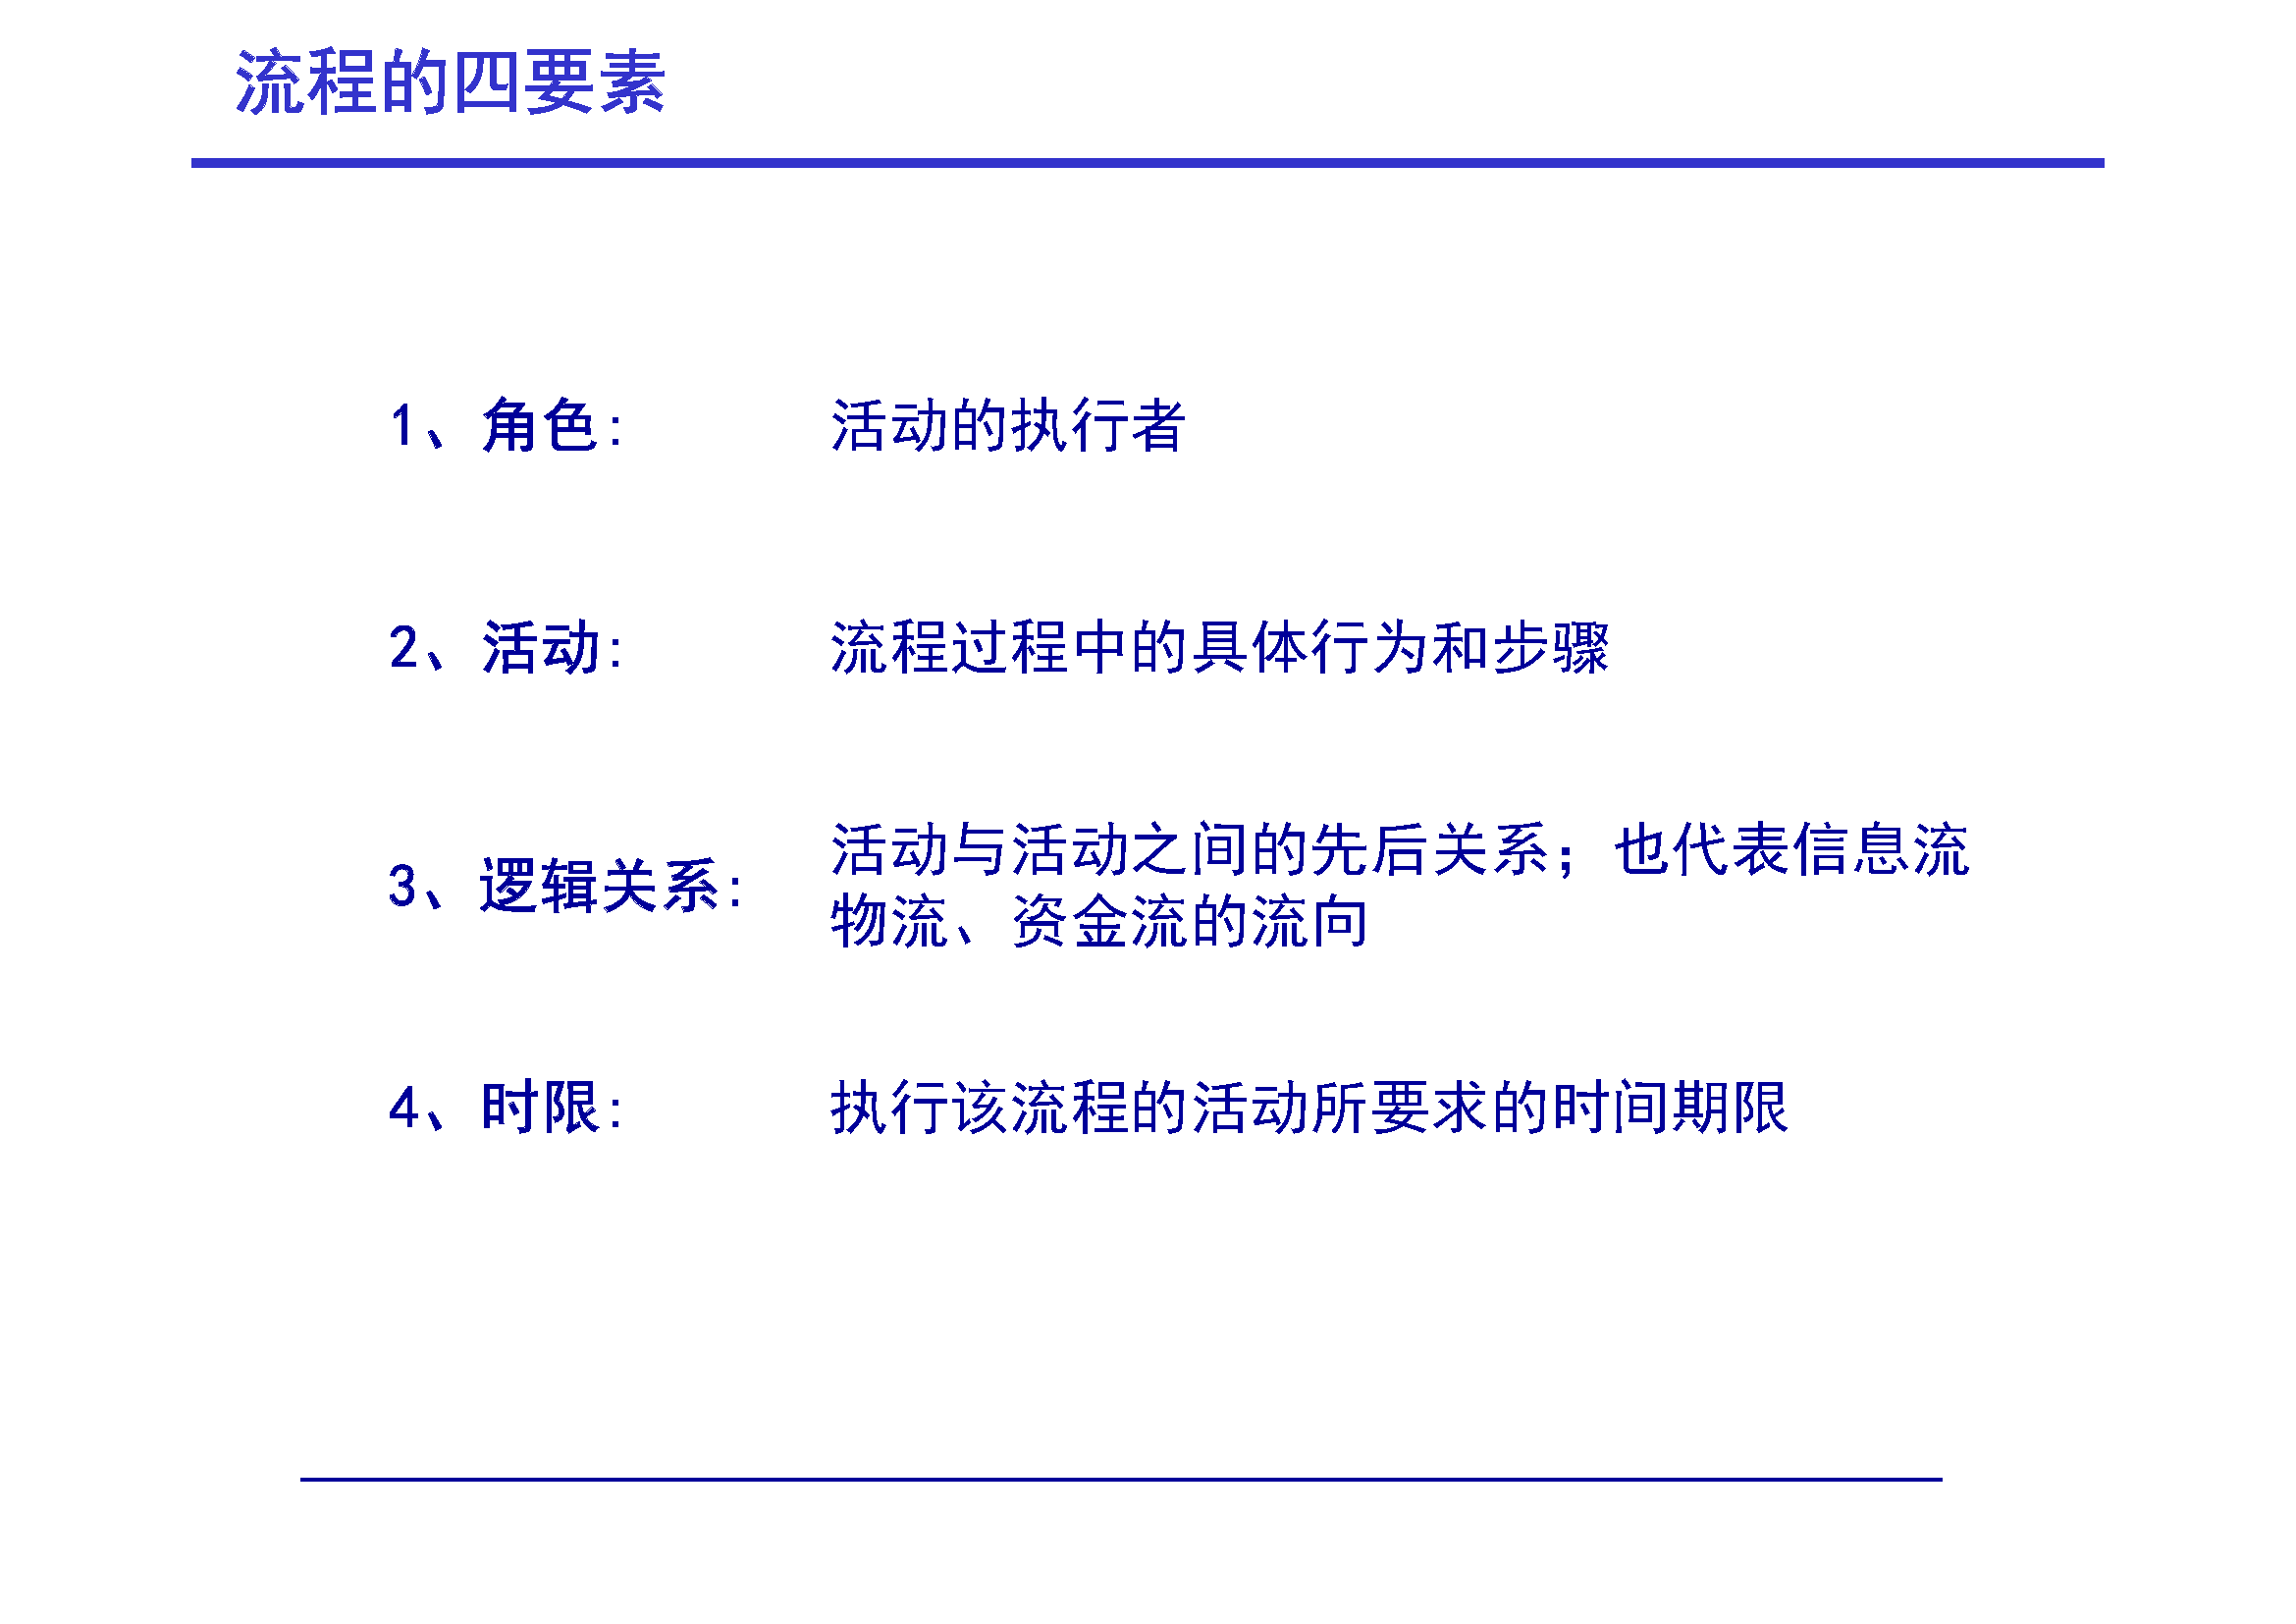 流程的四要素
1、角色: 活动的执行者
2、活动: 流程过程中的具体行为和步骤
3、逻辑关系: 活动与活动之间的先后关系；也代表信息流
物流、资金流的流向
4、时限: 执行该流程的活动所要求的时间期限